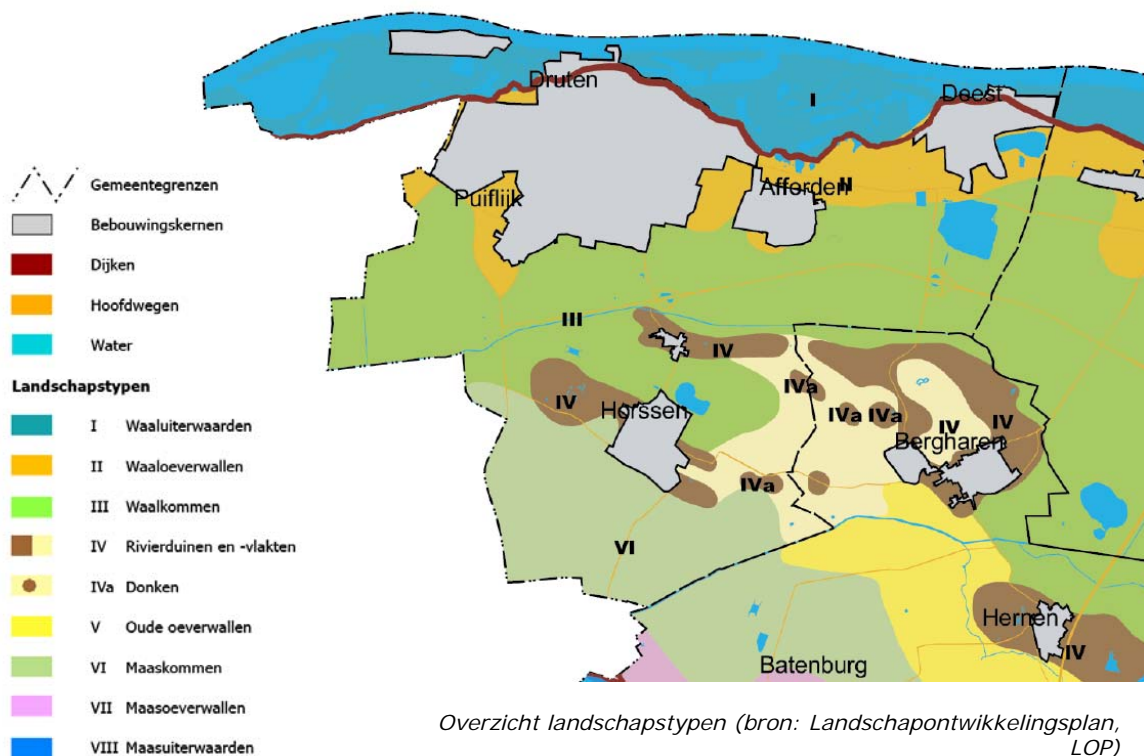 Gemeentegrenzen
Bebouwingskernen
Dijken
Hoofdwegen
Water
Landschapstypen
I Waaluiterwaarden
II Waaloeverwallen
III Waalkommen
IV Rivierduinen en -vlakten
IVa Donken
V Oude oeverwallen
VI Maaskommen
VII Maasoeverwallen
VIII Maasuiterwaarden
Druten
I
Deest
Puiflijk
Afferden
II
III
IV
IV
IVa
Horssen
IVa
IVa
IV
IV
Bergharen
IVa
VI
Hernen
IV
Batenburg
Overzicht landschapstypen (bron: Landschapontwikkelingsplan,
LOP)